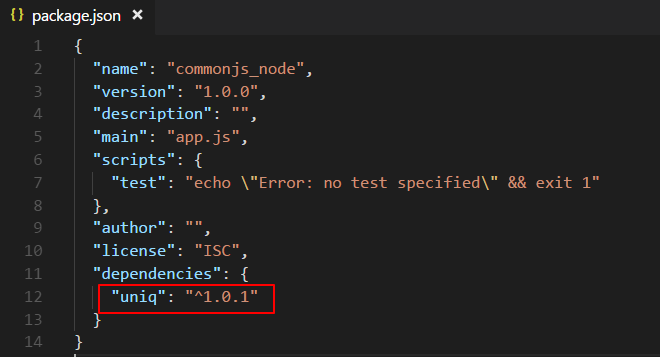 {} package.json ×
1 {
2 "name": "commonjs_node",
3 "version": "1.0.0",
4 "description": "",
5 "main": "app.js",
6 "scripts": {
7 "test": "echo \"Error: no test specified\" && exit 1"
8 },
9 "author": "",
10 "license": "ISC",
11 "dependencies": {
12 "uniq": "^1.0.1"
13 }
14 }